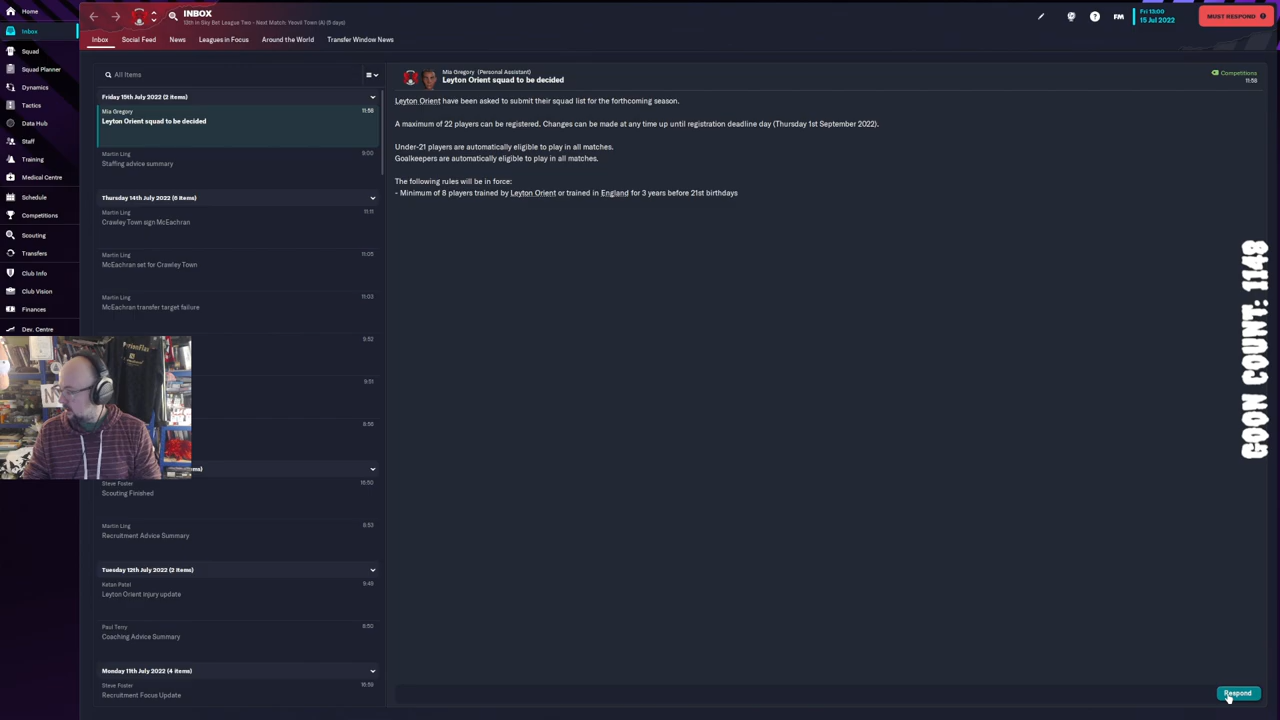 Home
Inbox
Squad
Squad Planner
Dynamics
Tactics
Data Hub
Staff
Training
Medical Centre
Schedule
Competitions
Scouting
Transfers
Club Info
Club Vision
Finances
Dev. Centre
INBOX
13th in Sky Bet League Two - Next Match: Yeovil Town (A) (5 days)
FM
Fri 13:00
15 Jul 2022
MUST RESPOND
Inbox
Social Feed
News
Leagues in Focus
Around the World
Transfer Window News
All Items
Friday 15th July 2022 (2 items)
Mia Gregory
11:58
Leyton Orient squad to be decided
Martin Ling
9:00
Staffing advice summary
Thursday 14th July 2022 (6 items)
Martin Ling
11:11
Crawley Town sign McEachran
Martin Ling
11:05
McEachran set for Crawley Town
Martin Ling
11:03
McEachran transfer target failure
9:52
9:51
8:56
Steve Foster
16:50
Scouting Finished
Martin Ling
8:53
Recruitment Advice Summary
Tuesday 12th July 2022 (2 items)
Ketan Patel
9:49
Leyton Orient injury update
Paul Terry
8:50
Coaching Advice Summary
Monday 11th July 2022 (4 items)
Steve Foster
16:59
Recruitment Focus Update
Mia Gregory (Personal Assistant)
Leyton Orient squad to be decided
Competitions
11:58
Leyton Orient have been asked to submit their squad list for the forthcoming season.
A maximum of 22 players can be registered. Changes can be made at any time up until registration deadline day (Thursday 1st September 2022).
Under-21 players are automatically eligible to play in all matches.
Goalkeepers are automatically eligible to play in all matches.
The following rules will be in force:
- Minimum of 8 players trained by Leyton Orient or trained in England for 3 years before 21st birthdays
GOON COUNT: 1148
Respond